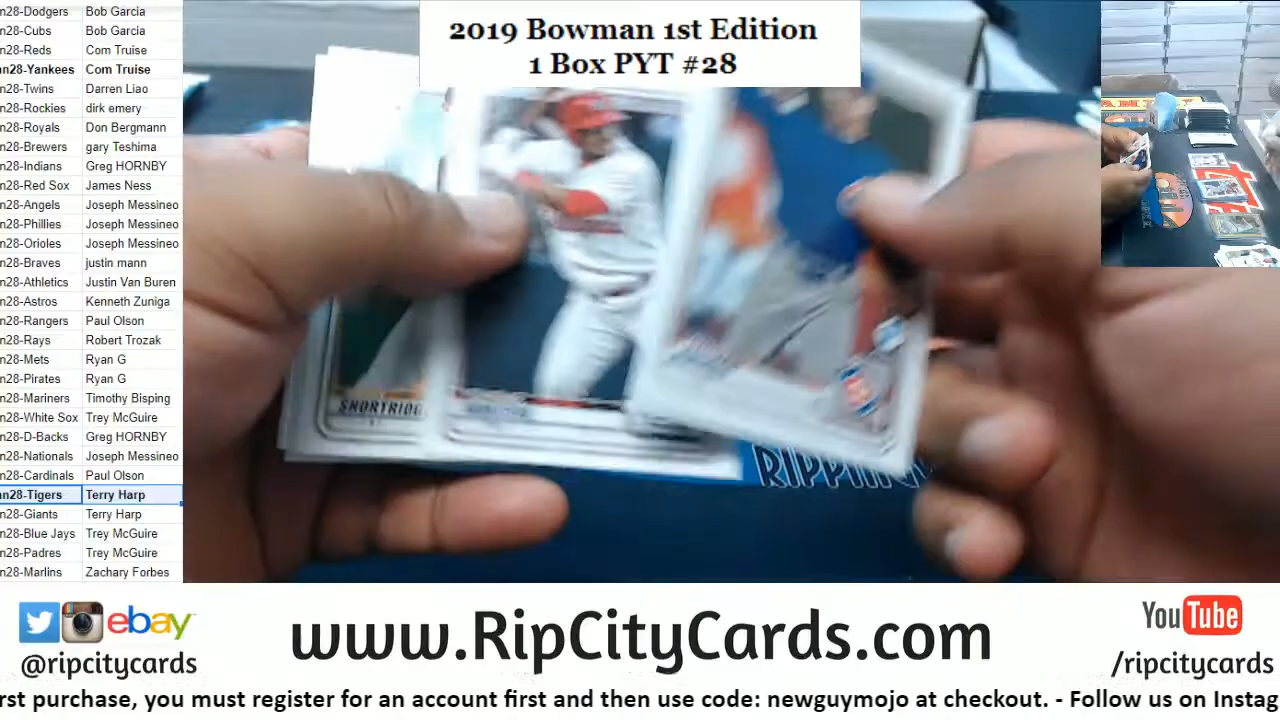 2019 Bowman 1st Edition
1 Box PYT #28
n28-Dodgers Bob Garcia
n28-Cubs Bob Garcia
n28-Reds Com Truise
an28-Yankees Com Truise
n28-Twins Darren Liao
n28-Rockies dirk emery
n28-Royals Don Bergmann
n28-Brewers gary Teshima
n28-Indians Greg HORNBY
n28-Red Sox James Ness
n28-Angels Joseph Messineo
n28-Phillies Joseph Messineo
n28-Orioles Joseph Messineo
n28-Braves justin mann
n28-Athletics Justin Van Buren
n28-Astros Kenneth Zuniga
n28-Rangers Paul Olson
n28-Rays Robert Trozak
n28-Mets Ryan G
n28-Pirates Ryan G
n28-Mariners Timothy Bisping
n28-White Sox Trey McGuire
n28-D-Backs Greg HORNBY
n28-Nationals Joseph Messineo
n28-Cardinals Paul Olson
an28-Tigers Terry Harp
n28-Giants Terry Harp
n28-Blue Jays Trey McGuire
n28-Padres Trey McGuire
n28-Marlins Zachary Forbes
SHORTRIDG
RIPPIN
ebay
@ripcitycards
www.RipCityCards.com
YouTube
/ripcitycards
rst purchase, you must register for an account first and then use code: newguymojo at checkout. - Follow us on Instag